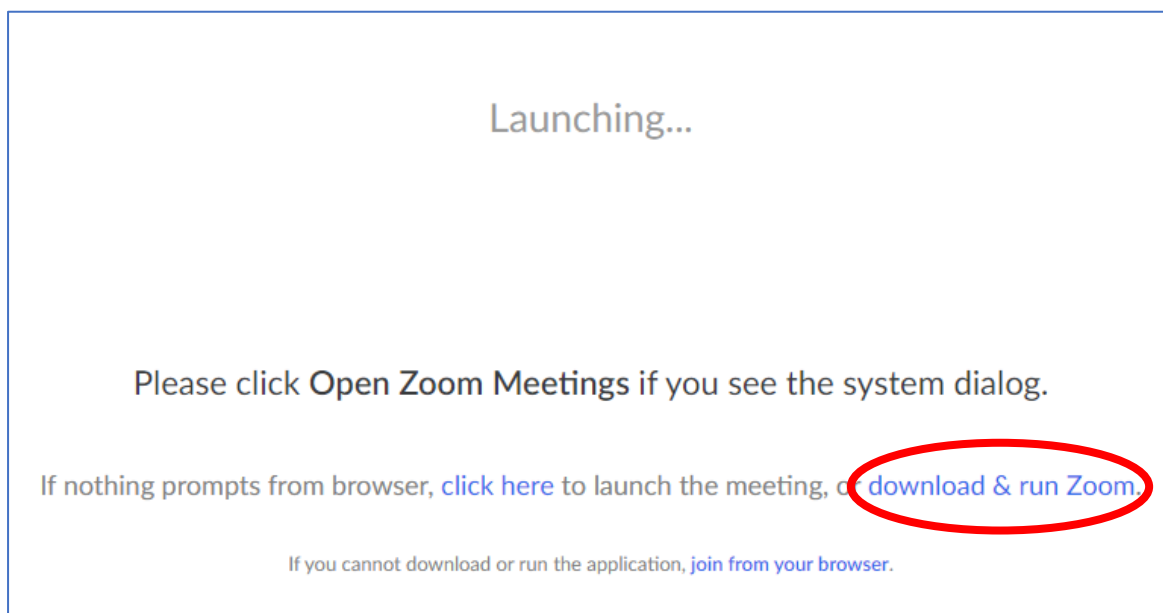 Launching...
Please click Open Zoom Meetings if you see the system dialog.
If nothing prompts from browser, click here to launch the meeting, or download & run Zoom.
If you cannot download or run the application, join from your browser.